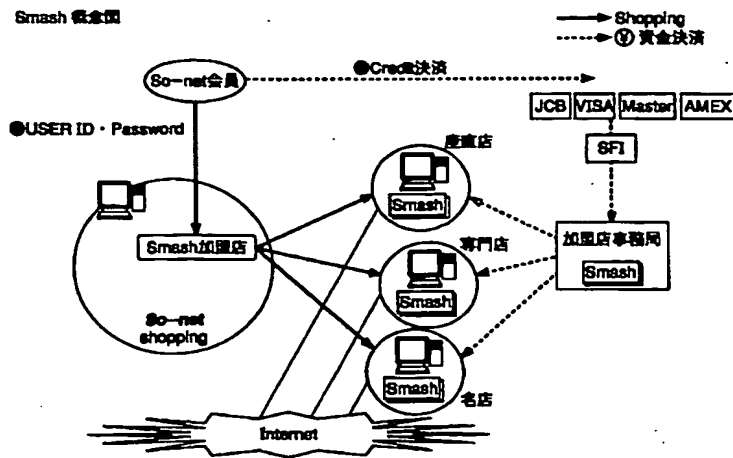 Smash 概念図
Shopping
¥ 資金決済
So-net会員
●Credit決済
JCB VISA Master AMEX
●USER ID・Password
SFI
産直店
Smash
Smash加盟店
専門店
加盟店事務局
Smash
Smash
So-net
shopping
Smash
名店
Internet